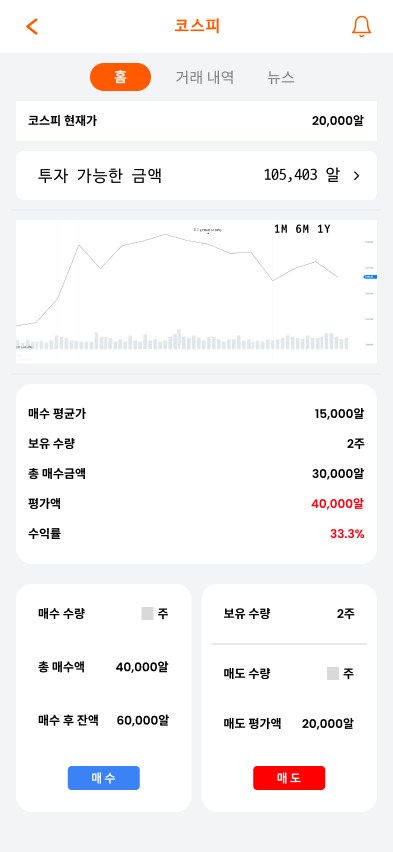 코스피
홈 거래 내역 뉴스
코스피 현재가 20,000알
투자 가능한 금액 105,403 알
1M 6M 1Y
매수 평균가 15,000알
보유 수량 2주
총 매수금액 30,000알
평가액 40,000알
수익률 33.3%
매수 수량 주
총 매수액 40,000알
매수 후 잔액 60,000알
매수
보유 수량 2주
매도 수량 주
매도 평가액 20,000알
매도